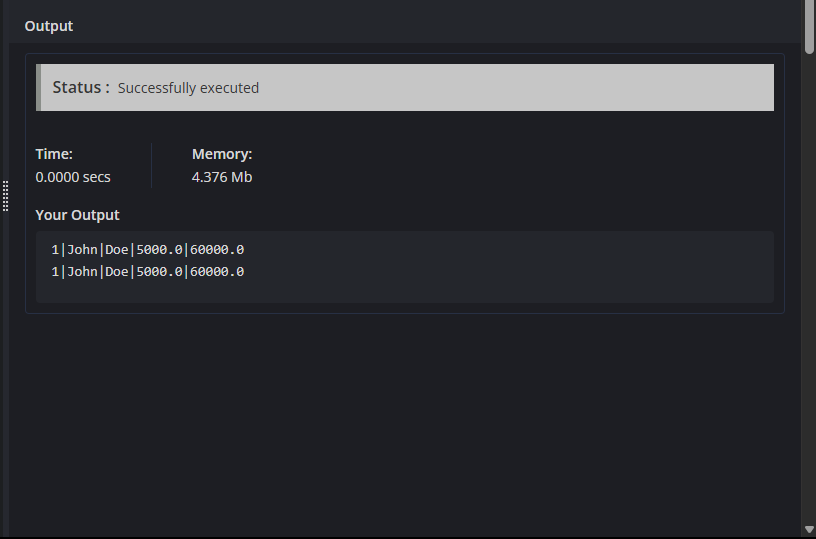 Output
Status : Successfully executed
Time: Memory:
0.0000 secs 4.376 Mb
Your Output
1|John|Doe|5000.0|60000.0
1|John|Doe|5000.0|60000.0